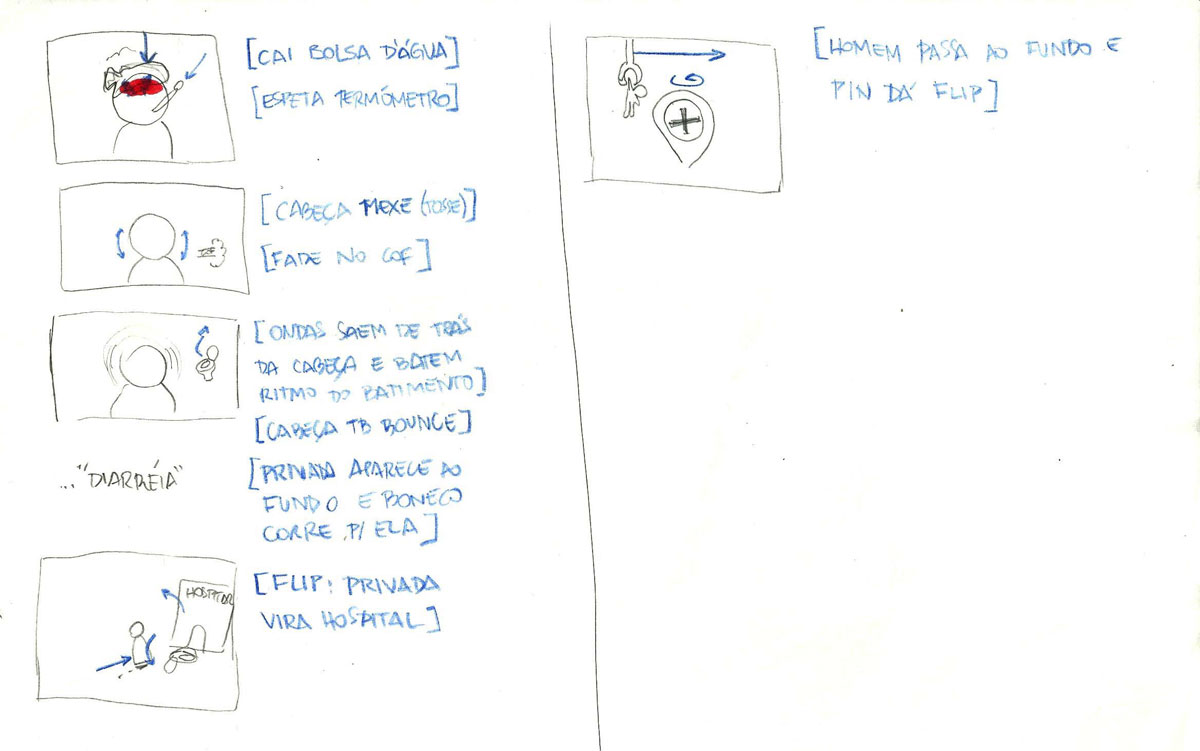 [CAI BOLSA D'ÁGUA]
[ESPETA TERMÓMETRO]
[CABEÇA MEXE (TOSSE)]
[FADE NO COF]
[ONDAS SAEM DE TRÁS
DA CABEÇA E BATEM
RITMO DO BATIMENTO]
[CABEÇA TB BOUNCE]
..."DIARRÉIA"
[PRIVADA APARECE AO
FUNDO E BONECO
CORRE P/ ELA]
HOSPITAL
[FLIP: PRIVADA
VIRA HOSPITAL]
[HOMEM PASSA AO FUNDO E
PIN DÁ FLIP]